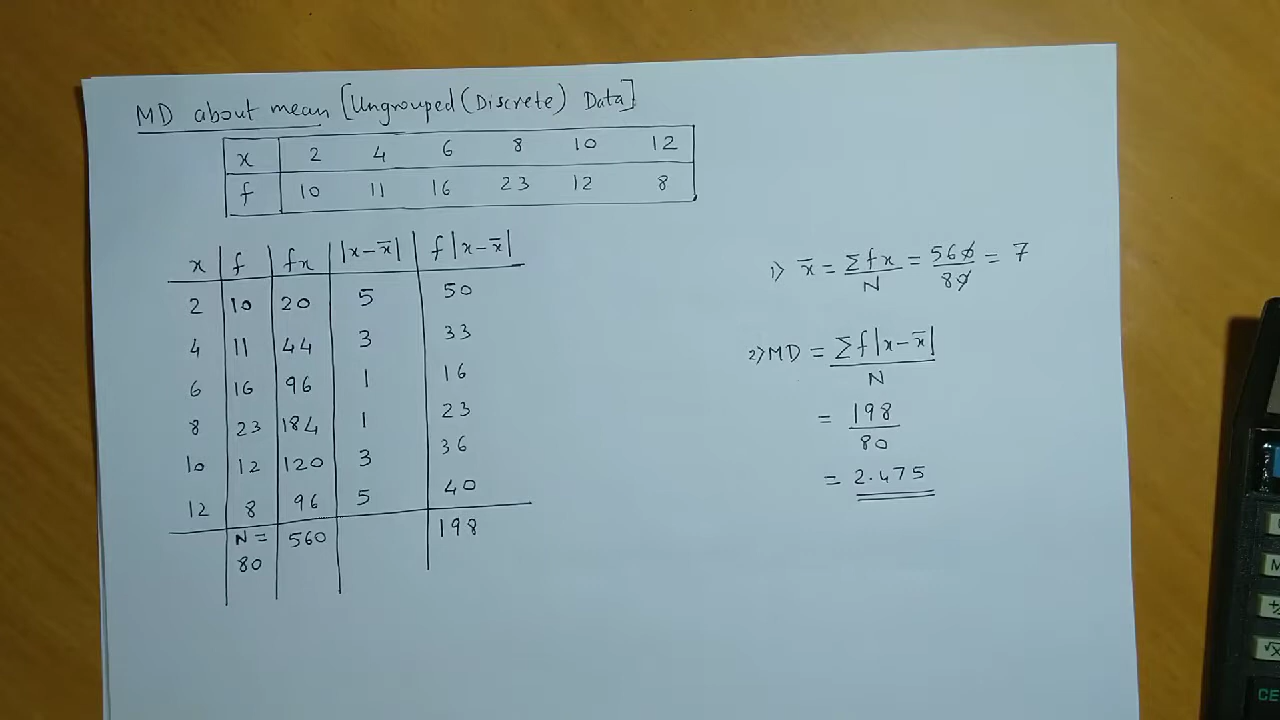 MD about mean [Ungrouped (Discrete) Data]
x 2 4 6 8 10 12
f 10 11 16 23 12 8
x f fx |x-x̄| f|x-x̄|
2 10 20 5 50
4 11 44 3 33
6 16 96 1 16
8 23 184 1 23
10 12 120 3 36
12 8 96 5 40
N = 560 198
80
1) x̄ = Σfx/N = 560/80 = 7
2) MD = Σf|x-x̄|/N
= 198/80
= 2.475
M
√x
CE